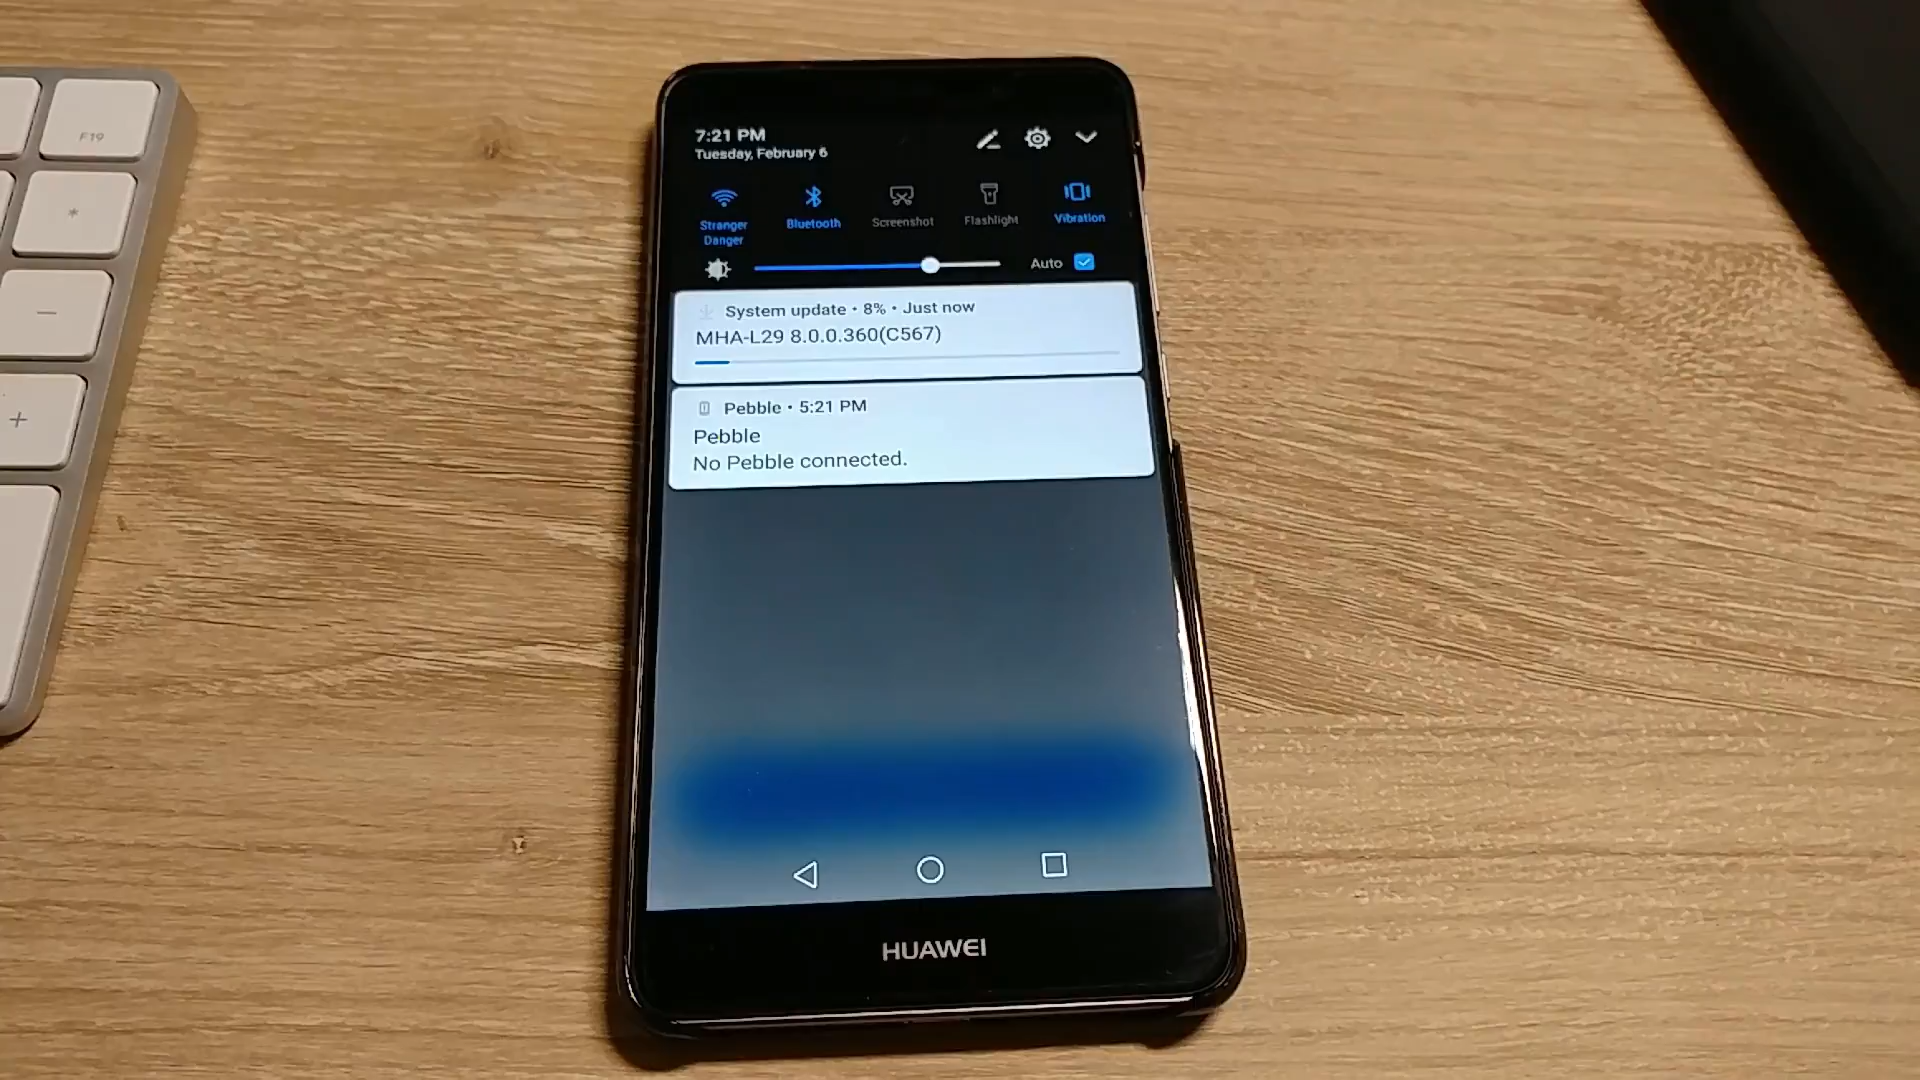 F19
*
−
+
7:21 PM
Tuesday, February 6
Stranger
Danger
Bluetooth
Screenshot
Flashlight
Vibration
Auto
System update • 8% • Just now
MHA-L29 8.0.0.360(C567)
Pebble • 5:21 PM
Pebble
No Pebble connected.
HUAWEI